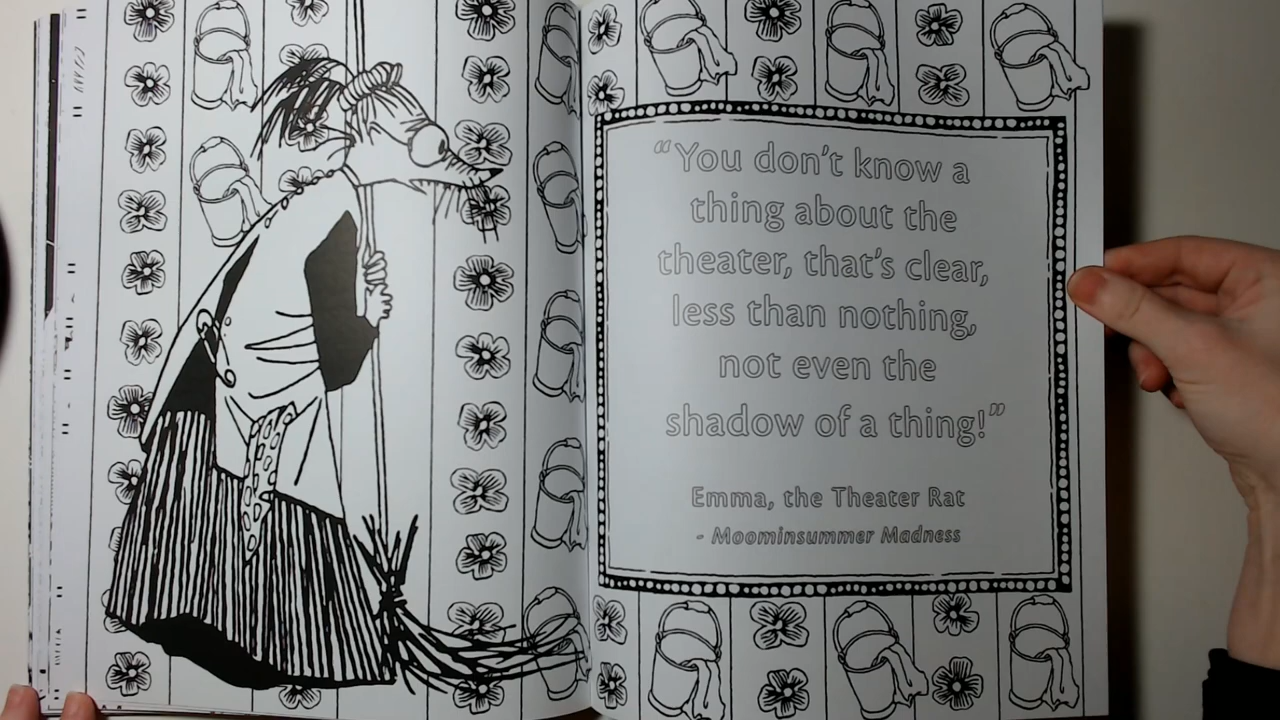 “You don’t know a
thing about the
theater, that’s clear,
less than nothing,
not even the
shadow of a thing!”
Emma, the Theater Rat
- Moominsummer Madness